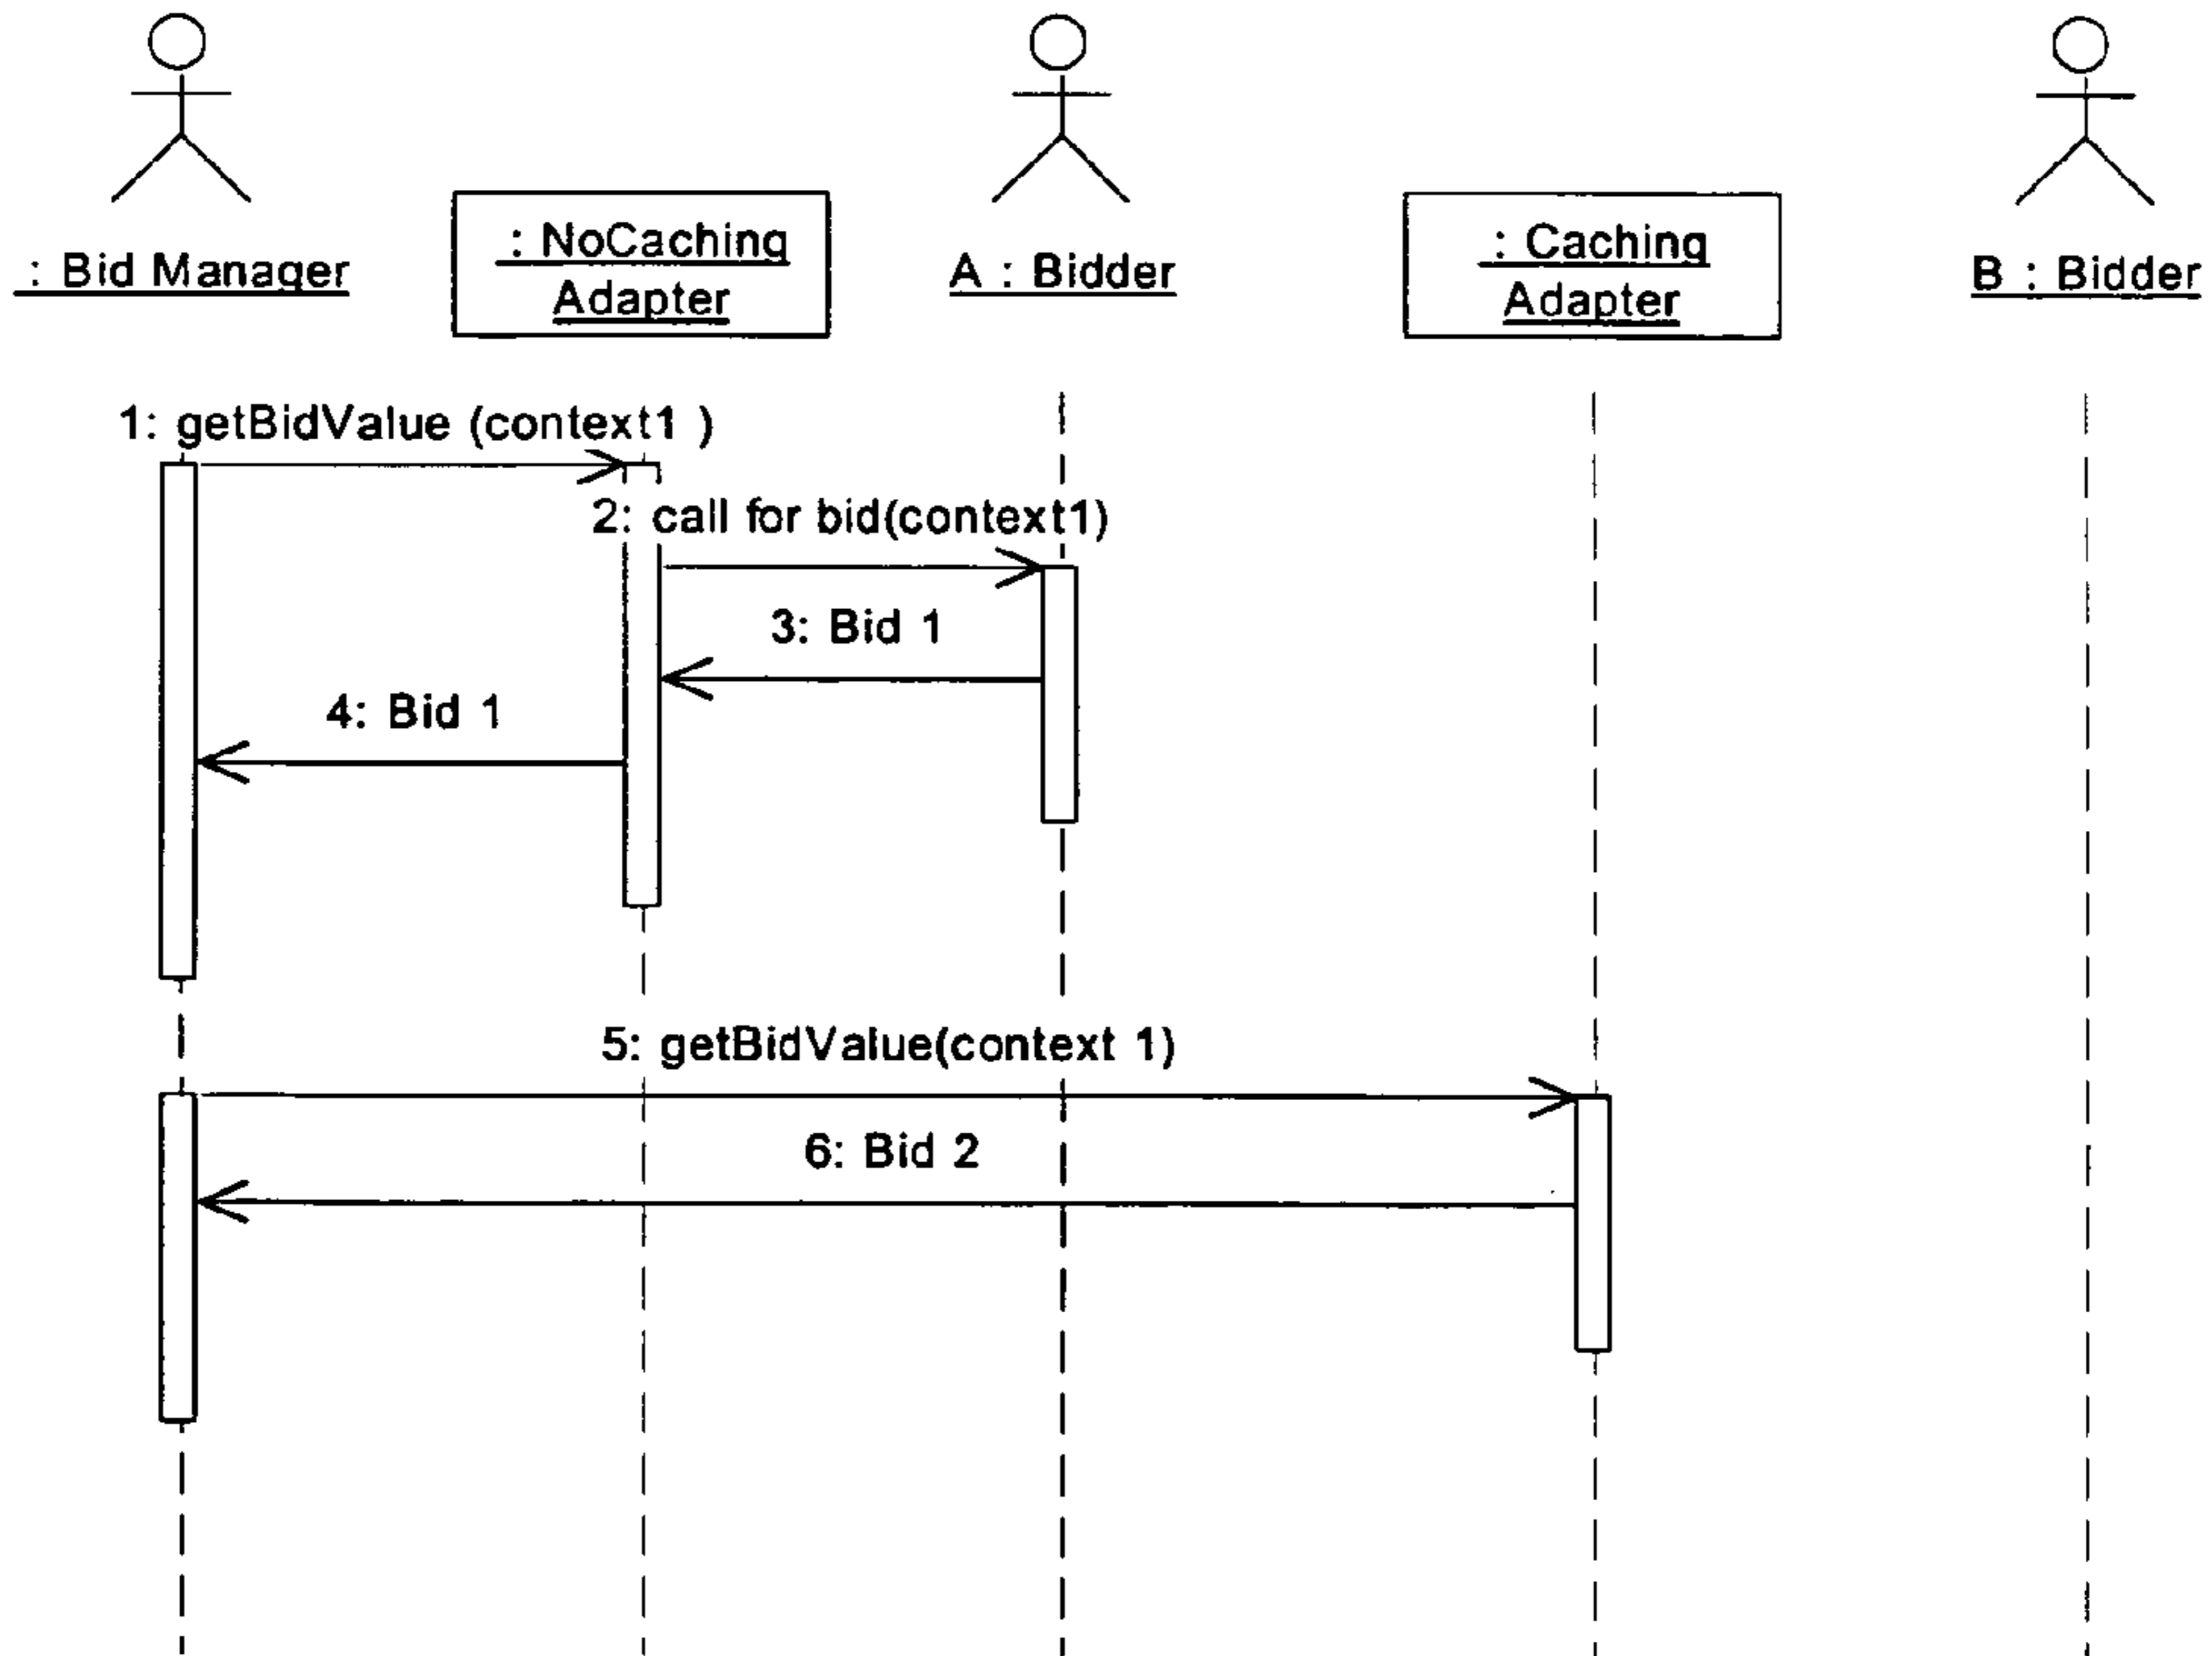 : Bid Manager
: NoCaching
Adapter
A : Bidder
: Caching
Adapter
B : Bidder
1: getBidValue (context1 )
2: call for bid(context1)
3: Bid 1
4: Bid 1
5: getBidValue(context 1)
6: Bid 2